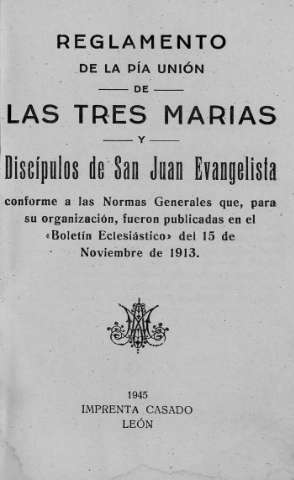 REGLAMENTO
DE LA PÍA UNIÓN
DE
LAS TRES MARIAS
Y
Discípulos de San Juan Evangelista
conforme a las Normas Generales que, para
su organización, fueron publicadas en el
«Boletín Eclesiástico» del 15 de
Noviembre de 1913.
1945
IMPRENTA CASADO
LEÓN